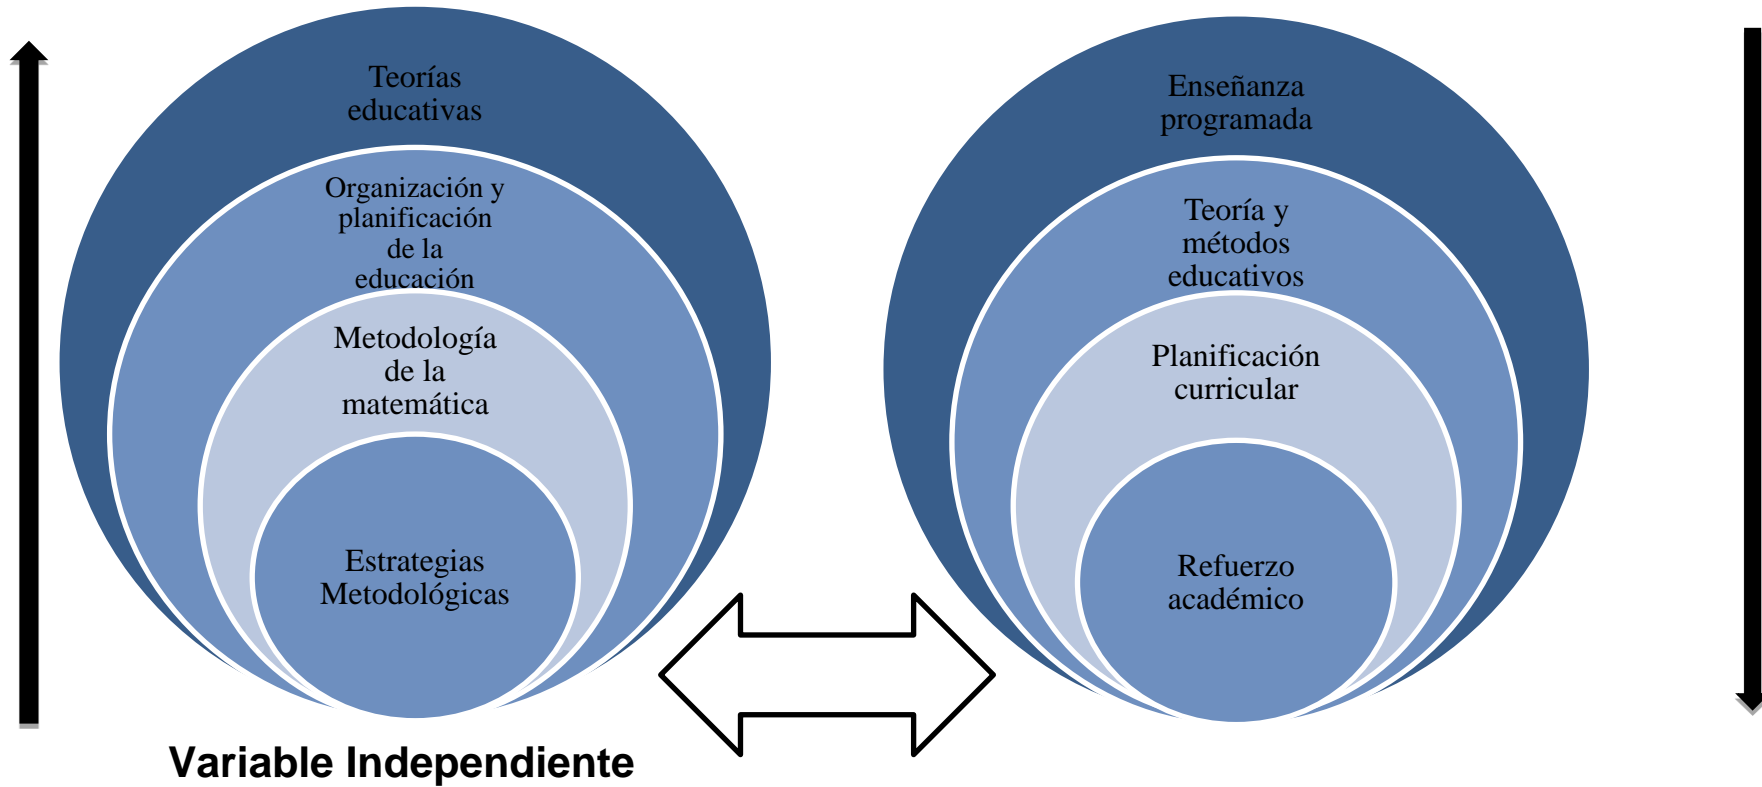 Teorías
educativas
Organización y
planificación
de la
educación
Metodología
de la
matemática
Estrategias
Metodológicas
Enseñanza
programada
Teoría y
métodos
educativos
Planificación
curricular
Refuerzo
académico
Variable Independiente